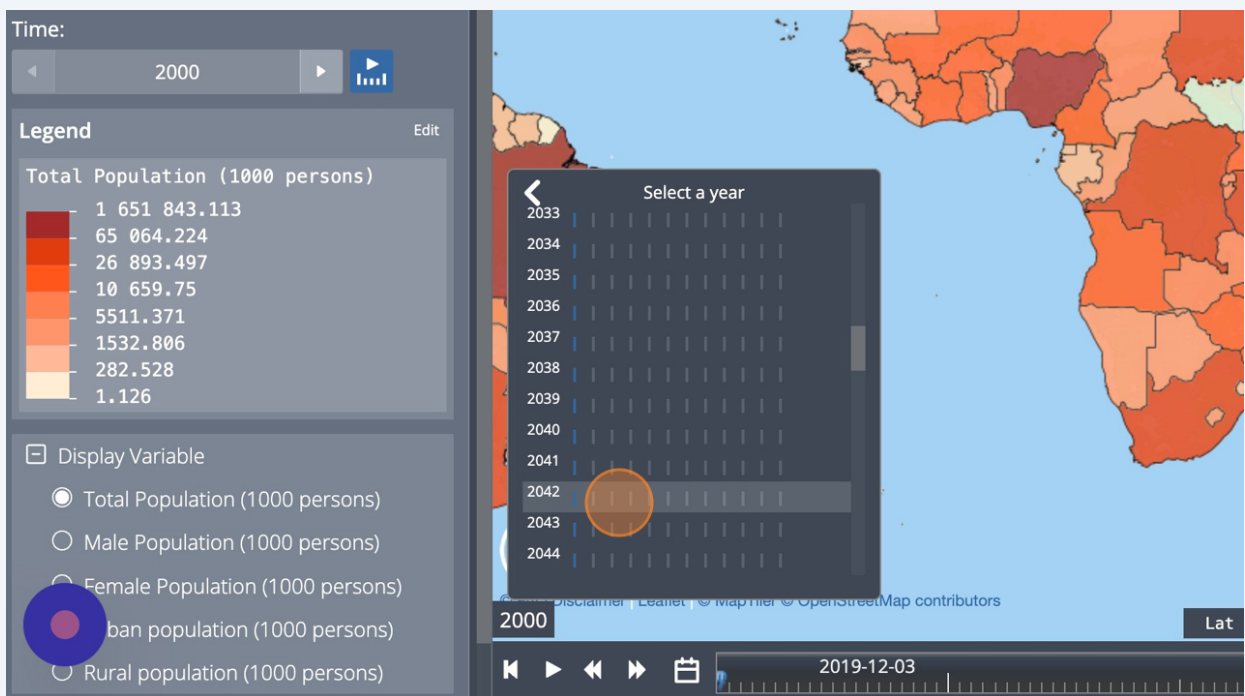 Time:
2000
Legend
Edit
Total Population (1000 persons)
1 651 843.113
65 064.224
26 893.497
10 659.75
5511.371
1532.806
282.528
1.126
Display Variable
Total Population (1000 persons)
Male Population (1000 persons)
Female Population (1000 persons)
ban population (1000 persons)
Rural population (1000 persons)
Select a year
2033
2034
2035
2036
2037
2038
2039
2040
2041
2042
2043
2044
Disclaimer | Leaflet | © MapTiler © OpenStreetMap contributors
2000
Lat
2019-12-03